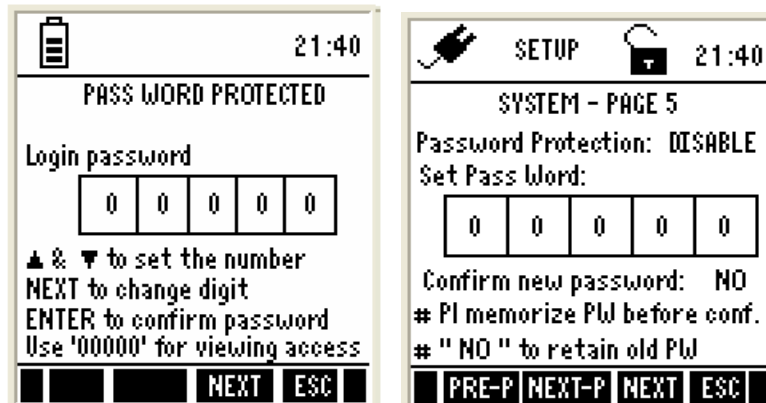 21:40
PASS WORD PROTECTED
Login password
0 0 0 0 0
▲ & ▼ to set the number
NEXT to change digit
ENTER to confirm password
Use '00000' for viewing access
NEXT ESC
SETUP 21:40
SYSTEM - PAGE 5
Password Protection: DISABLE
Set Pass Word:
0 0 0 0 0
Confirm new password: NO
# Pl memorize PW before conf.
# " NO " to retain old PW
PRE-P NEXT-P NEXT ESC